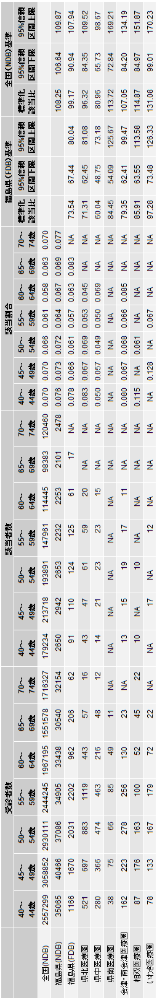 受診者数 該当者数 該当割合 福島県(FDB)基準 全国(NDB)基準
40～ 45～ 50～ 55～ 60～ 65～ 70～ 40～ 45～ 50～ 55～ 60～ 65～ 70～ 40～ 45～ 50～ 55～ 60～ 65～ 70～ 標準化 95%信頼 95%信頼 標準化 95%信頼 95%信頼
44歳 49歳 54歳 59歳 64歳 69歳 74歳 44歳 49歳 54歳 59歳 64歳 69歳 74歳 44歳 49歳 54歳 59歳 64歳 69歳 74歳 該当比 区間下限 区間上限 該当比 区間下限 区間上限
全国(NDB) 2557299 3058852 2930111 2444245 1967195 1551578 1716327 179234 213718 193891 147961 114445 98383 120460 0.070 0.070 0.066 0.061 0.058 0.063 0.070
福島県(NDB) 35065 40466 37086 34905 33438 30540 32154 2650 2942 2653 2232 2253 2101 2478 0.076 0.073 0.072 0.064 0.067 0.069 0.077 108.25 106.64 109.87
福島県(FDB) 1166 1670 2031 2202 962 206 62 91 110 124 125 61 17 NA 0.078 0.066 0.061 0.057 0.063 0.083 NA 73.54 67.44 80.04 99.17 90.94 107.94
県北医療圏 521 697 883 1119 443 57 16 43 47 61 59 20 NA NA 0.083 0.067 0.069 0.053 0.045 NA NA 71.31 62.45 81.08 96.32 84.35 109.52
県中医療圏 280 366 474 463 216 48 12 14 21 23 23 15 NA NA 0.050 0.057 0.049 0.050 0.069 NA NA 60.04 48.75 73.18 80.96 65.73 98.67
県南医療圏 38 75 66 85 49 11 NA NA NA NA NA NA NA NA NA NA NA NA NA NA NA 84.45 54.09 125.67 113.72 72.84 169.21
会津・南会津医療圏 162 223 278 256 130 23 NA 13 15 19 17 11 NA NA 0.080 0.067 0.068 0.066 0.085 NA NA 79.35 62.41 99.47 107.05 84.20 134.19
相双医療圏 87 176 163 100 52 45 22 10 NA 10 NA NA NA NA 0.115 NA 0.061 NA NA NA NA 85.91 63.55 113.58 114.87 84.97 151.87
いわき医療圏 78 133 167 179 72 22 NA NA 17 NA 12 NA NA NA NA 0.128 NA 0.067 NA NA NA 97.28 73.48 126.33 131.08 99.01 170.23